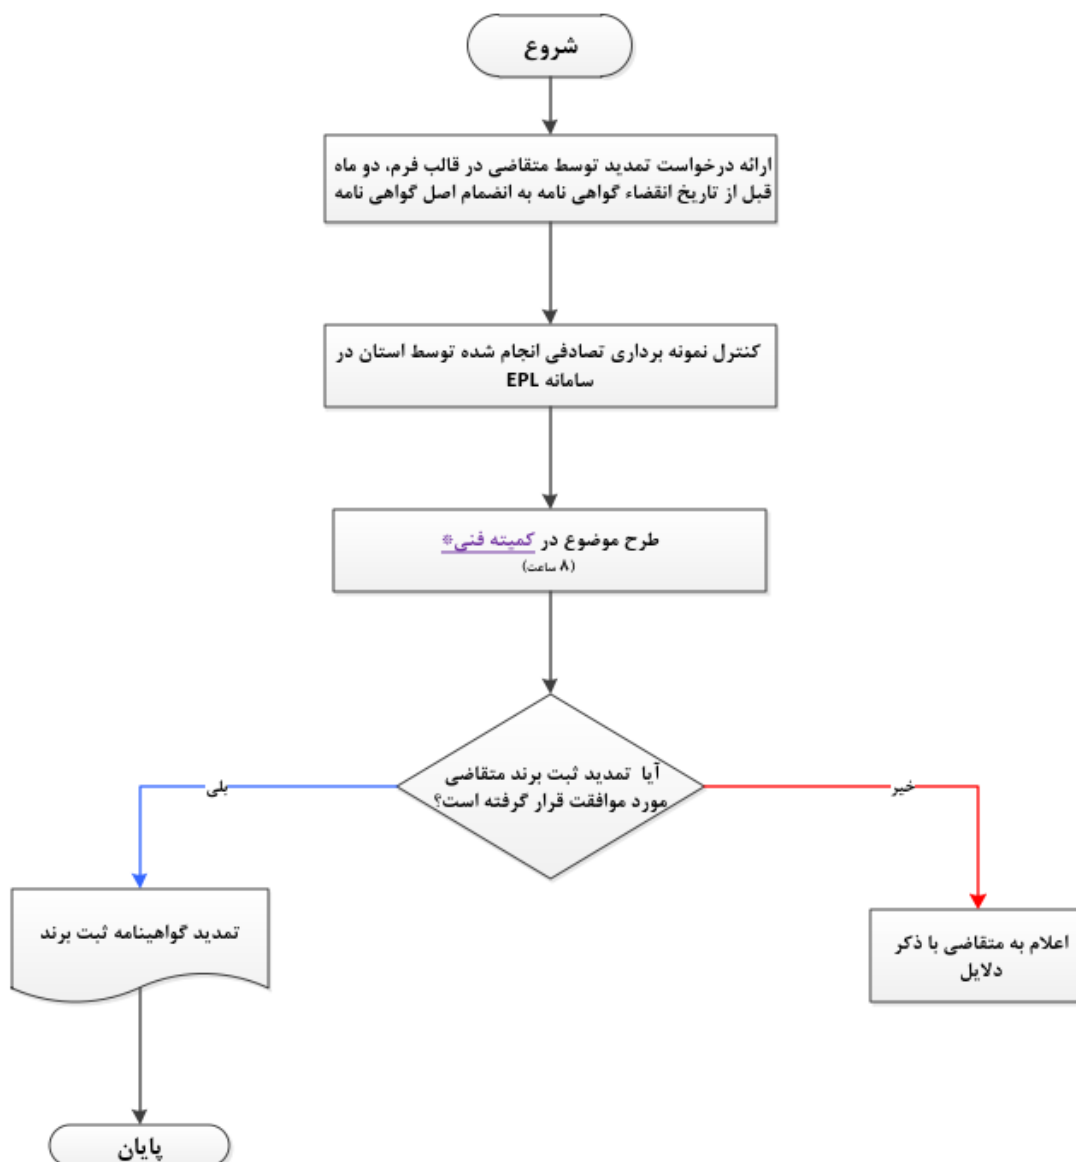 شروع
ارائه درخواست تمدید توسط متقاضی در قالب فرم، دو ماه
قبل از تاریخ انقضاء گواهی نامه به انضمام اصل گواهی نامه
کنترل نمونه برداری تصادفی انجام شده توسط استان در
سامانه EPL
طرح موضوع در کمیته فنی*
(۸ ساعت)
آیا تمدید ثبت برند متقاضی
مورد موافقت قرار گرفته است؟
خیر
بلی
اعلام به متقاضی با ذکر
دلایل
تمدید گواهینامه ثبت برند
پایان